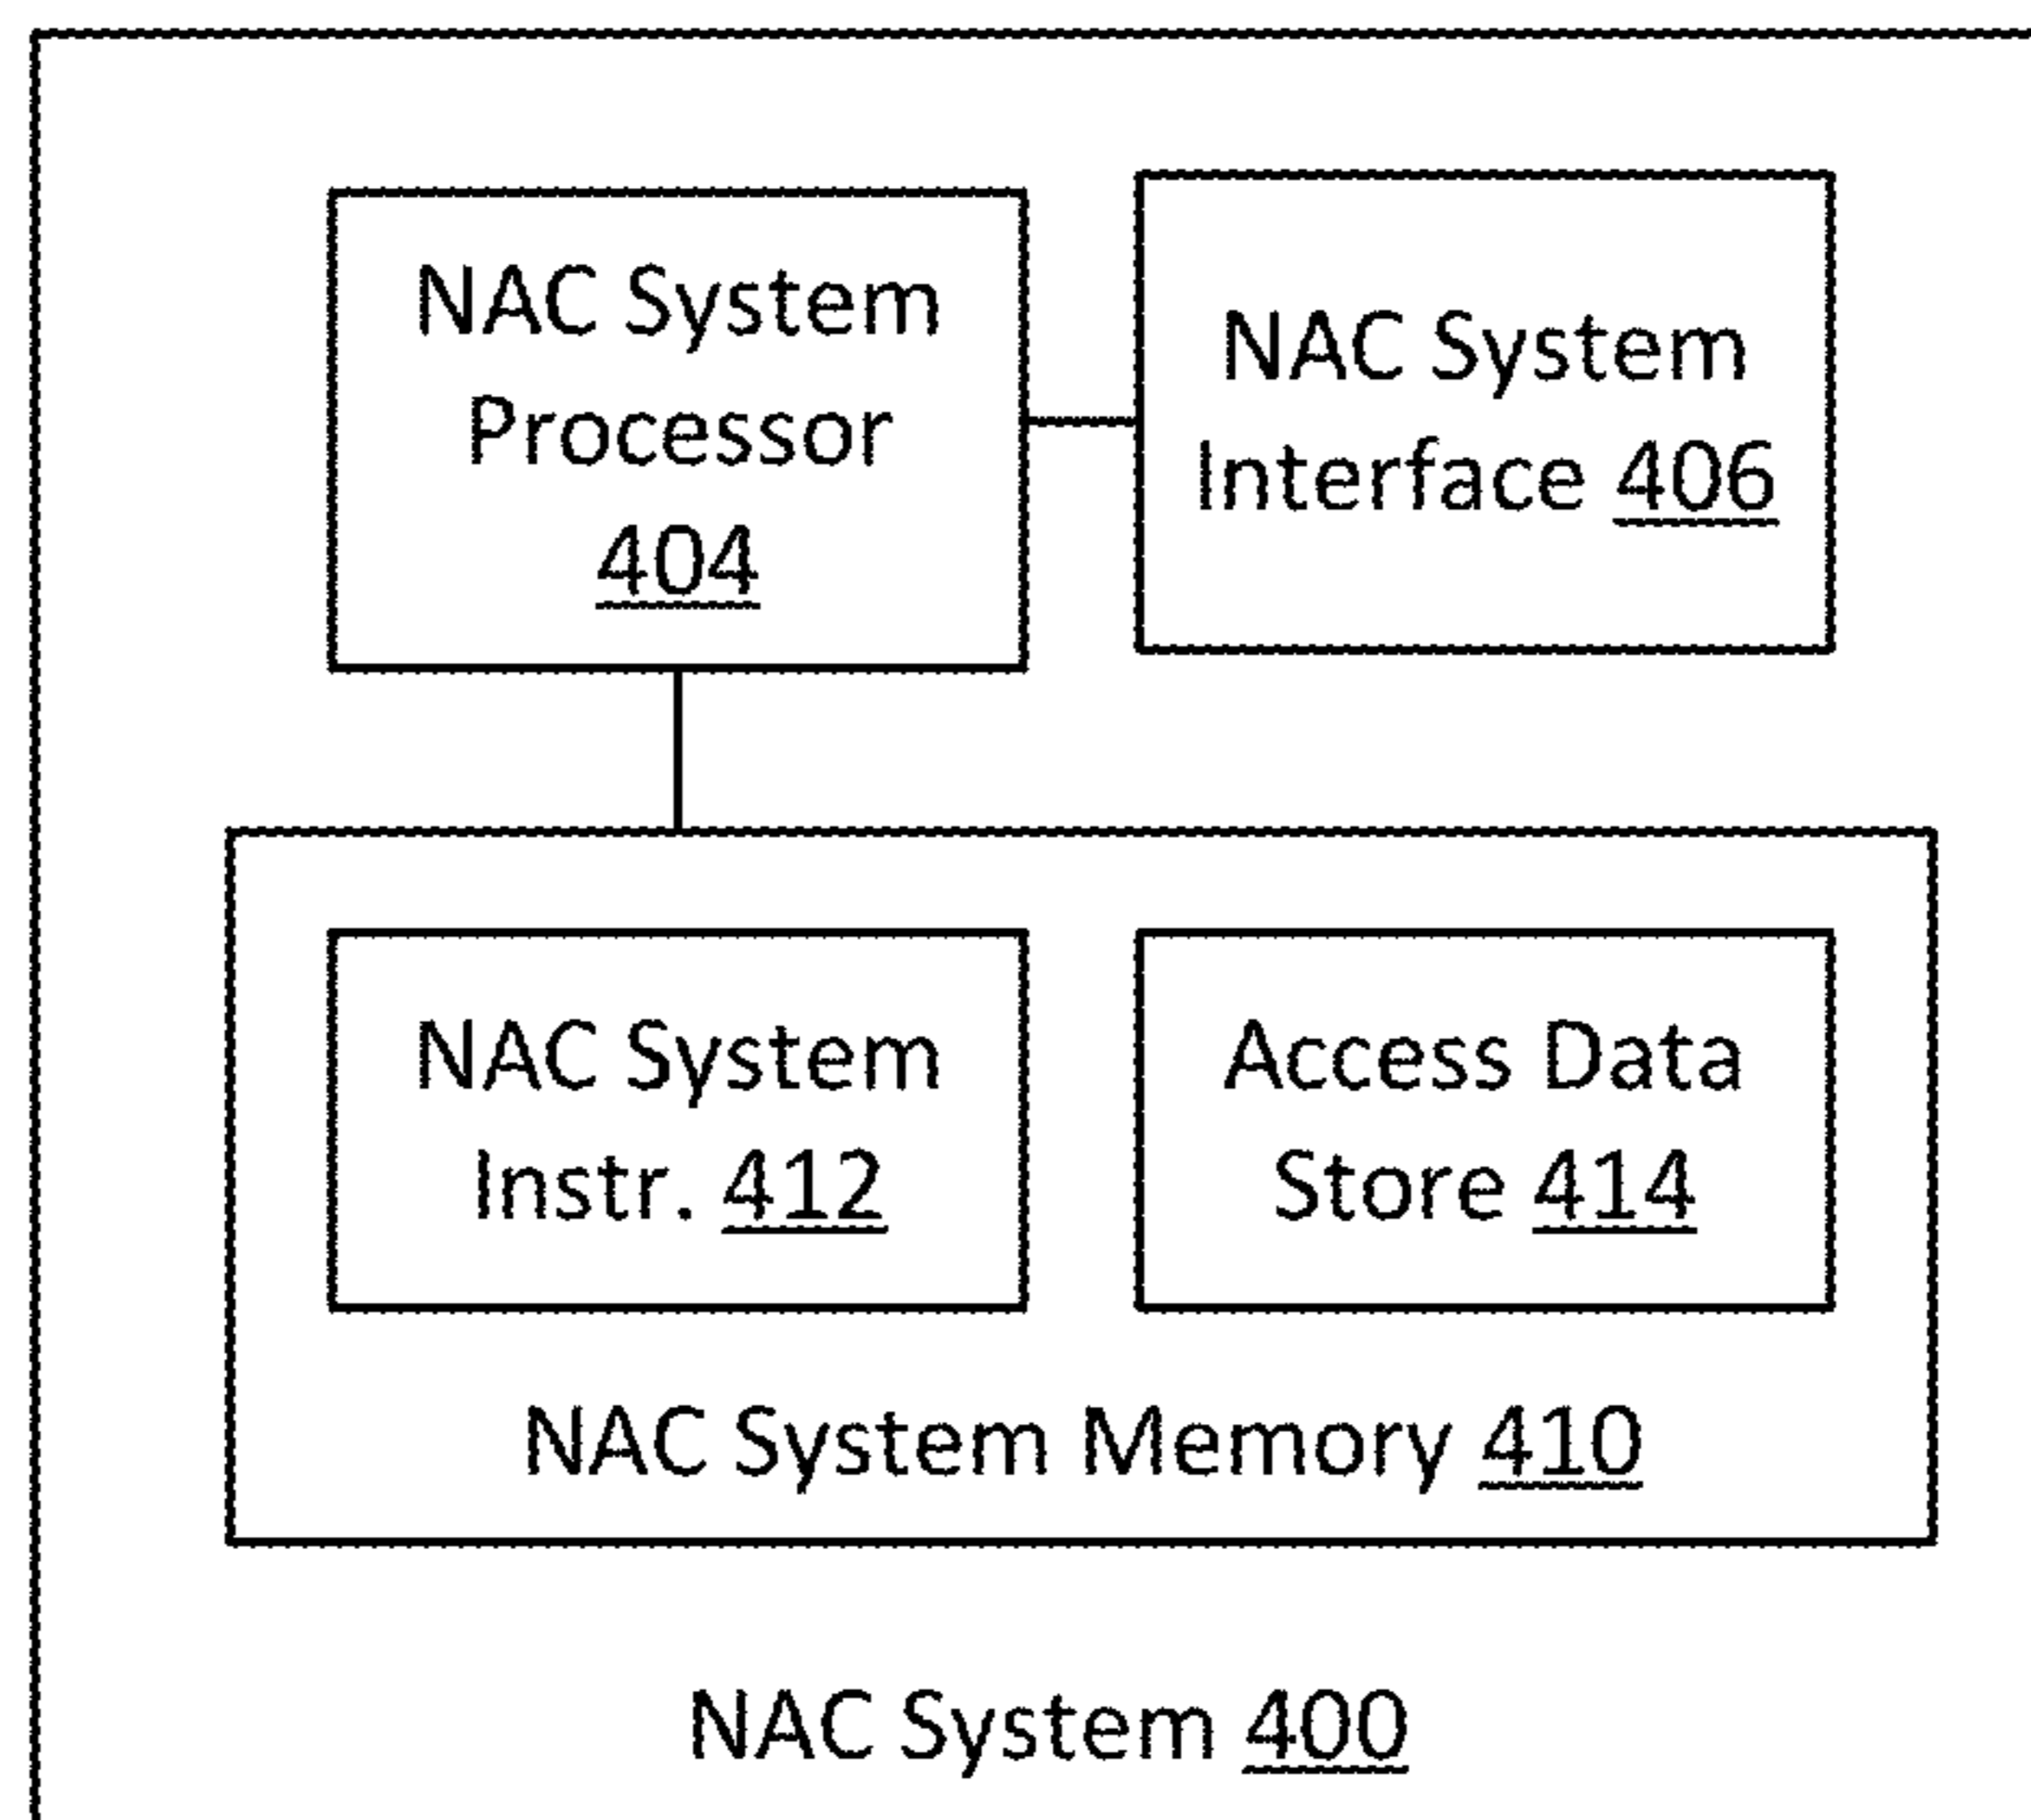 NAC System
Processor
404
NAC System
Interface 406
NAC System
Instr. 412
Access Data
Store 414
NAC System Memory 410
NAC System 400